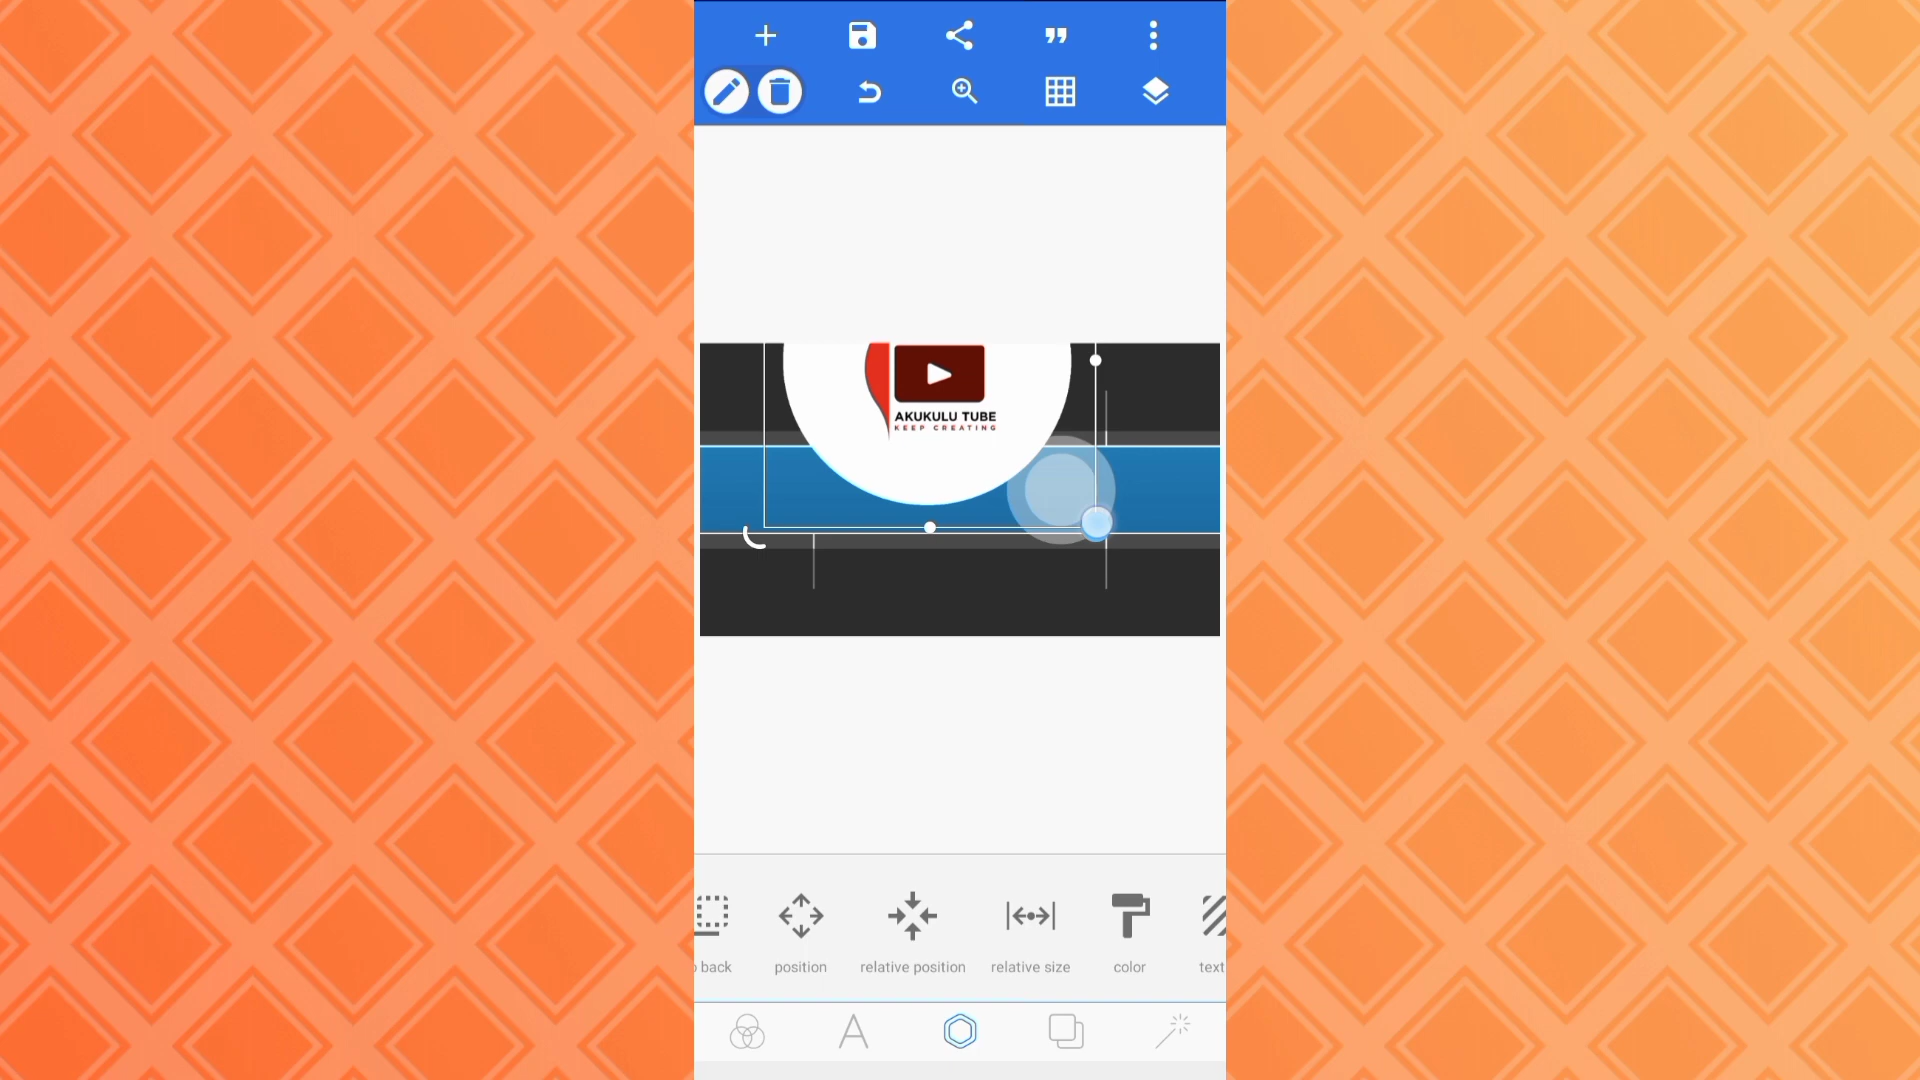 AKUKULU TUBE
KEEP CREATING
o back
position
relative position
relative size
color
text